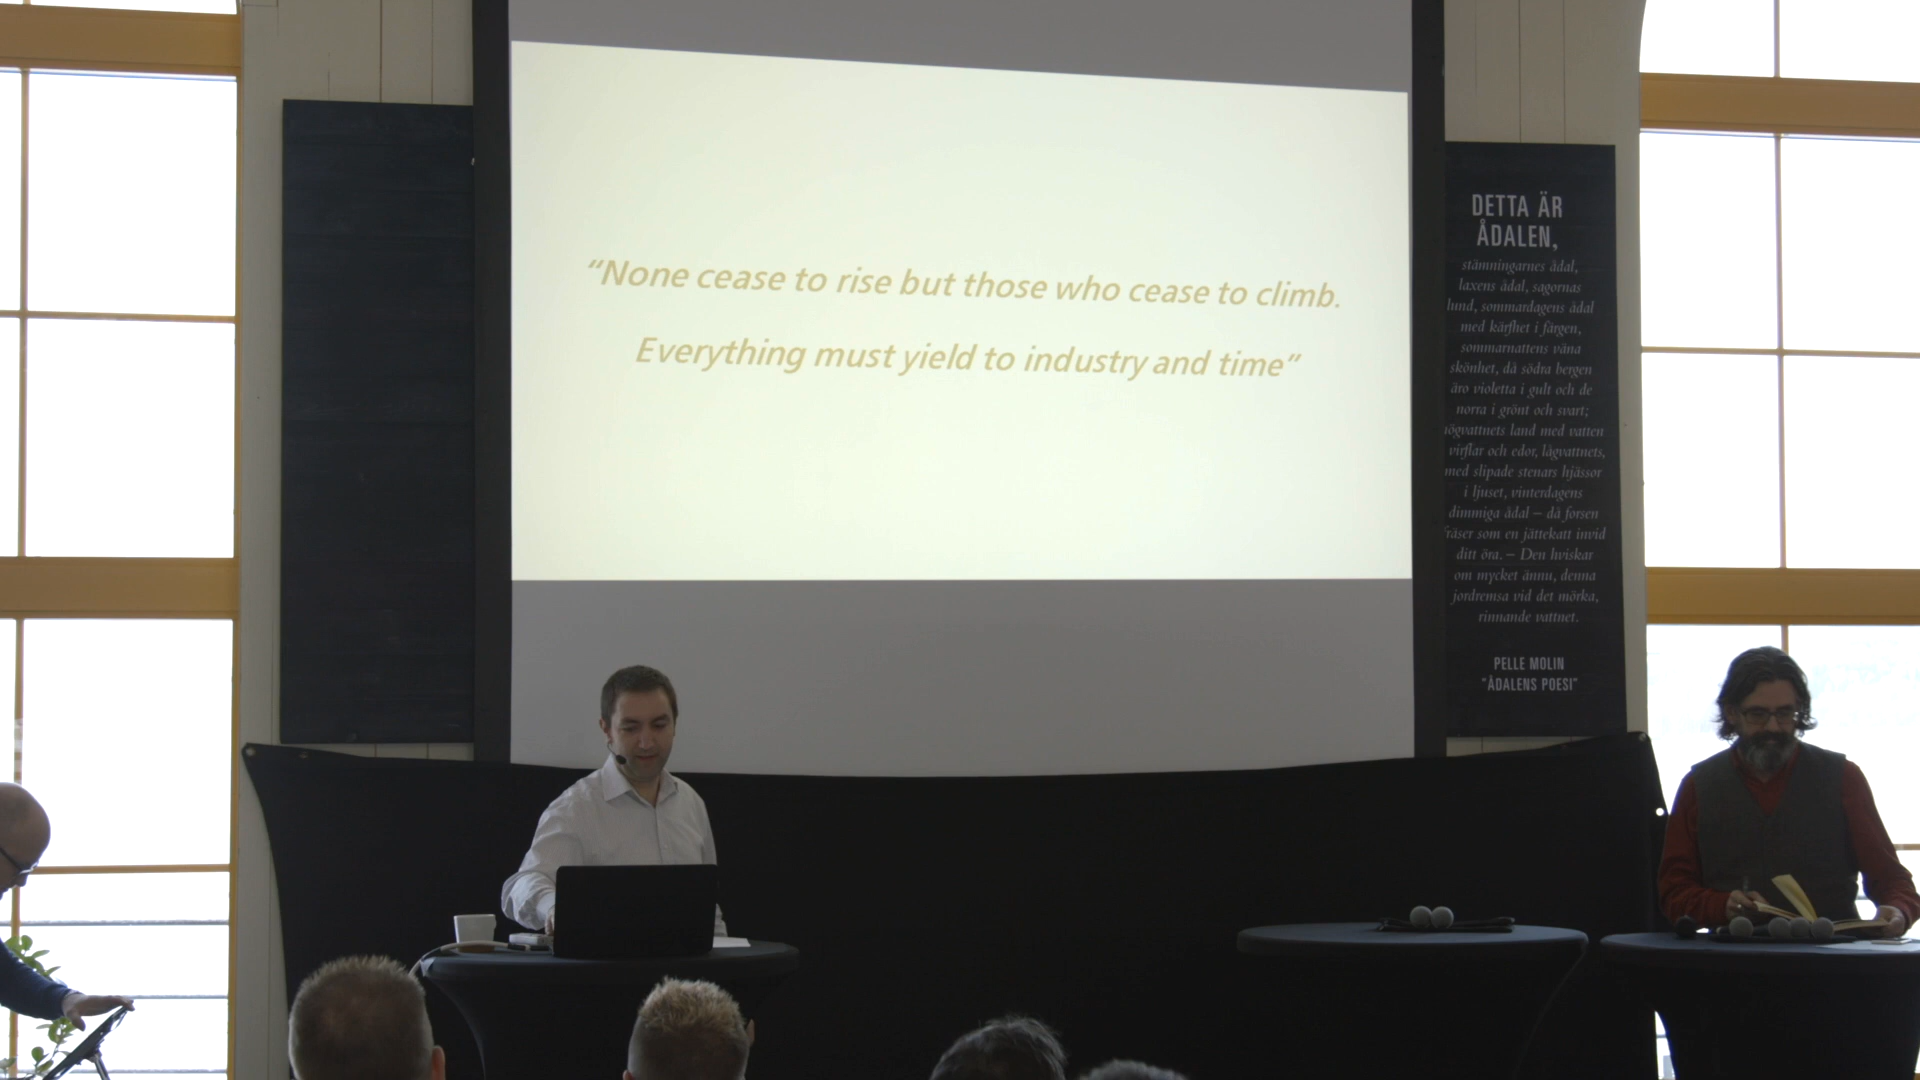 “None cease to rise but those who cease to climb.
Everything must yield to industry and time”
DETTA ÄR
ÅDALEN,
stämningarnes ådal,
laxens ådal, sagornas
lund, sommardagens ådal
med kärfhet i färgen,
sommarnattens väna
skönhet, då södra bergen
äro violetta i gult och de
norra i grönt och svart;
högvattnets land med vatten
virflar och edor, lågvattnets,
med slipade stenars hjässor
i ljuset, vinterdagens
dimmiga ådal – då forsen
fräser som en jättekatt invid
ditt öra. – Den hviskar
om mycket ännu, denna
jordremsa vid det mörka,
rinnande vattnet.
PELLE MOLIN
"ÅDALENS POESI"